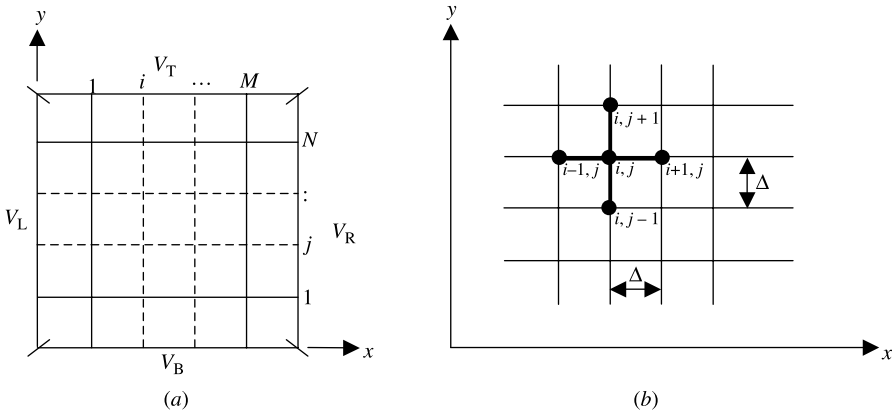 y
V_T
1 i ... M
N
:
V_L
V_R
j
1
x
V_B
(a)
y
i, j + 1
i–1, j
i, j
i+1, j
Δ
i, j – 1
Δ
x
(b)